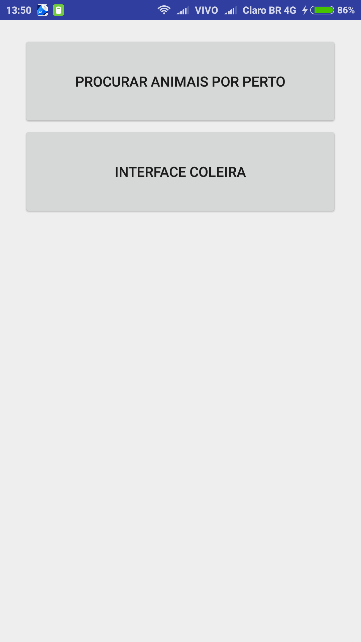 13:50 VIVO Claro BR 4G 86%
PROCURAR ANIMAIS POR PERTO
INTERFACE COLEIRA